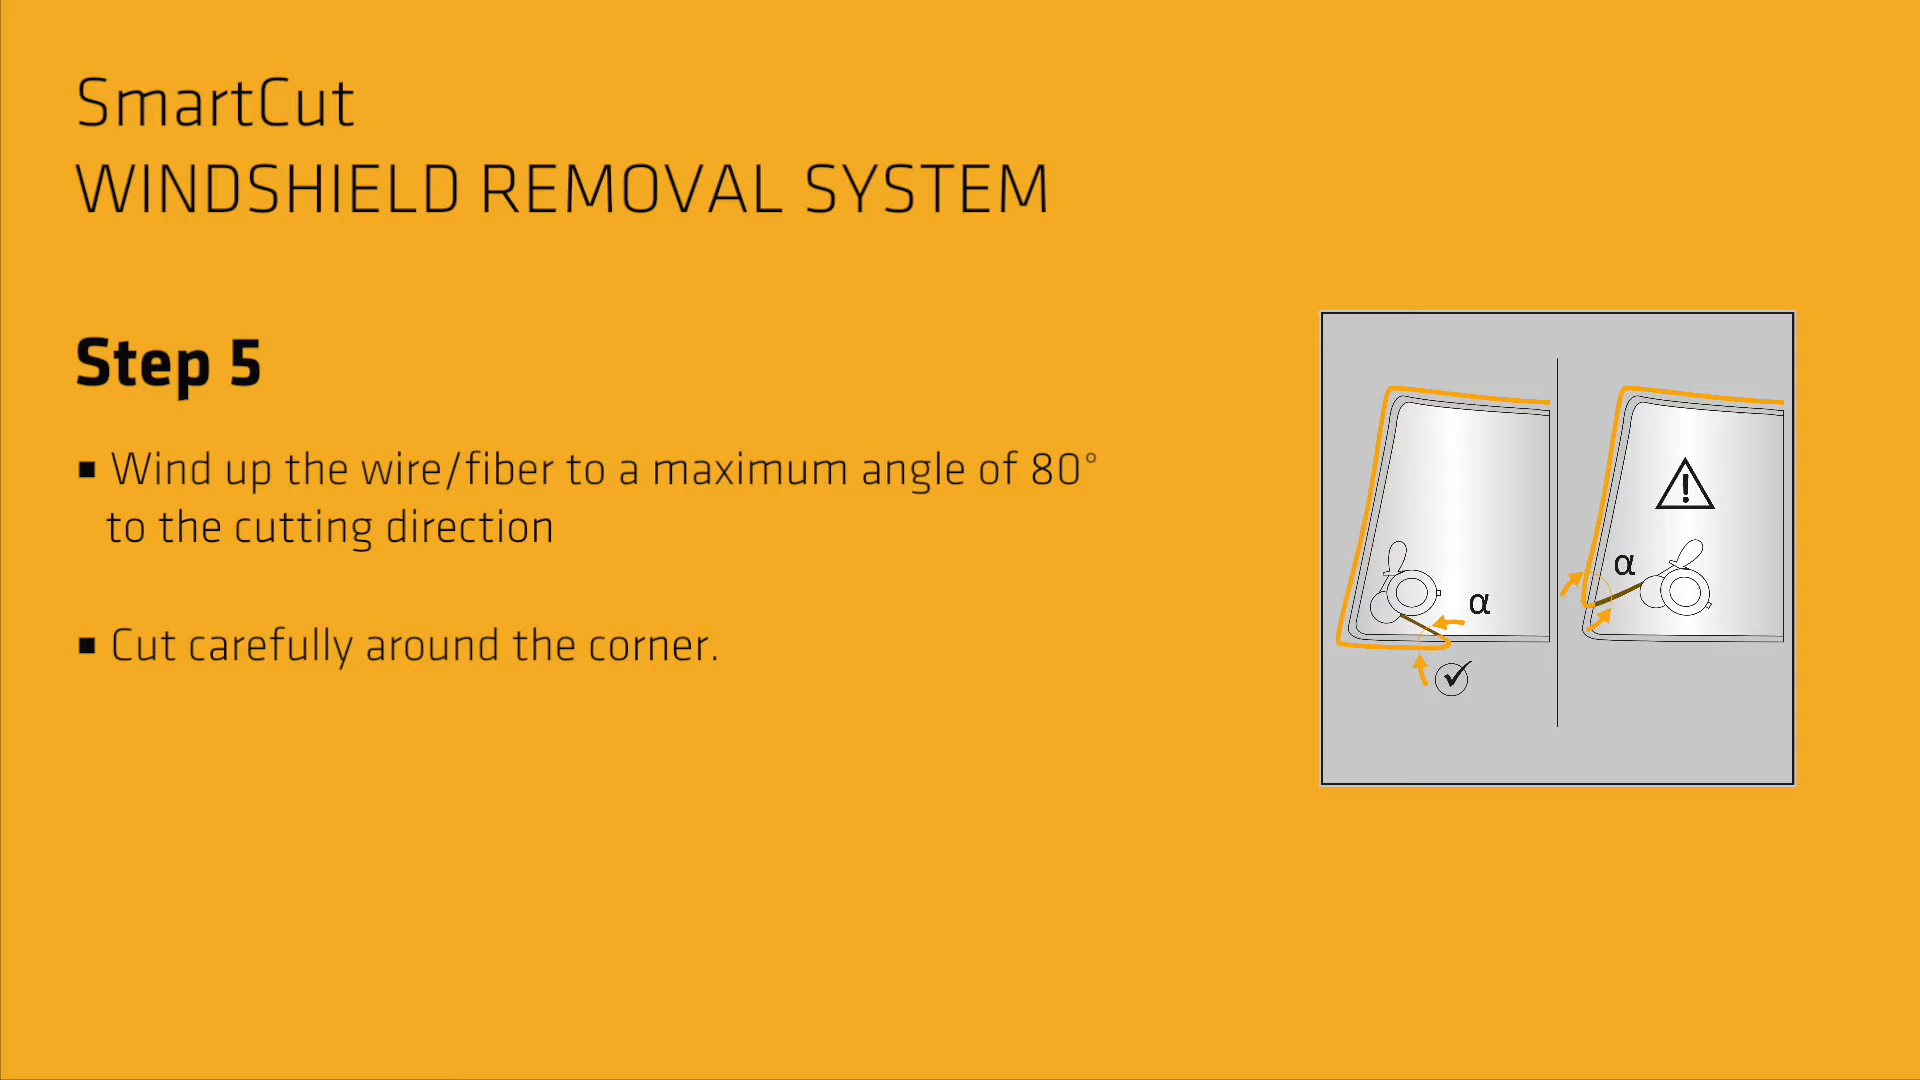 SmartCut
WINDSHIELD REMOVAL SYSTEM
Step 5
▪ Wind up the wire/fiber to a maximum angle of 80°
to the cutting direction
▪ Cut carefully around the corner.
α
α